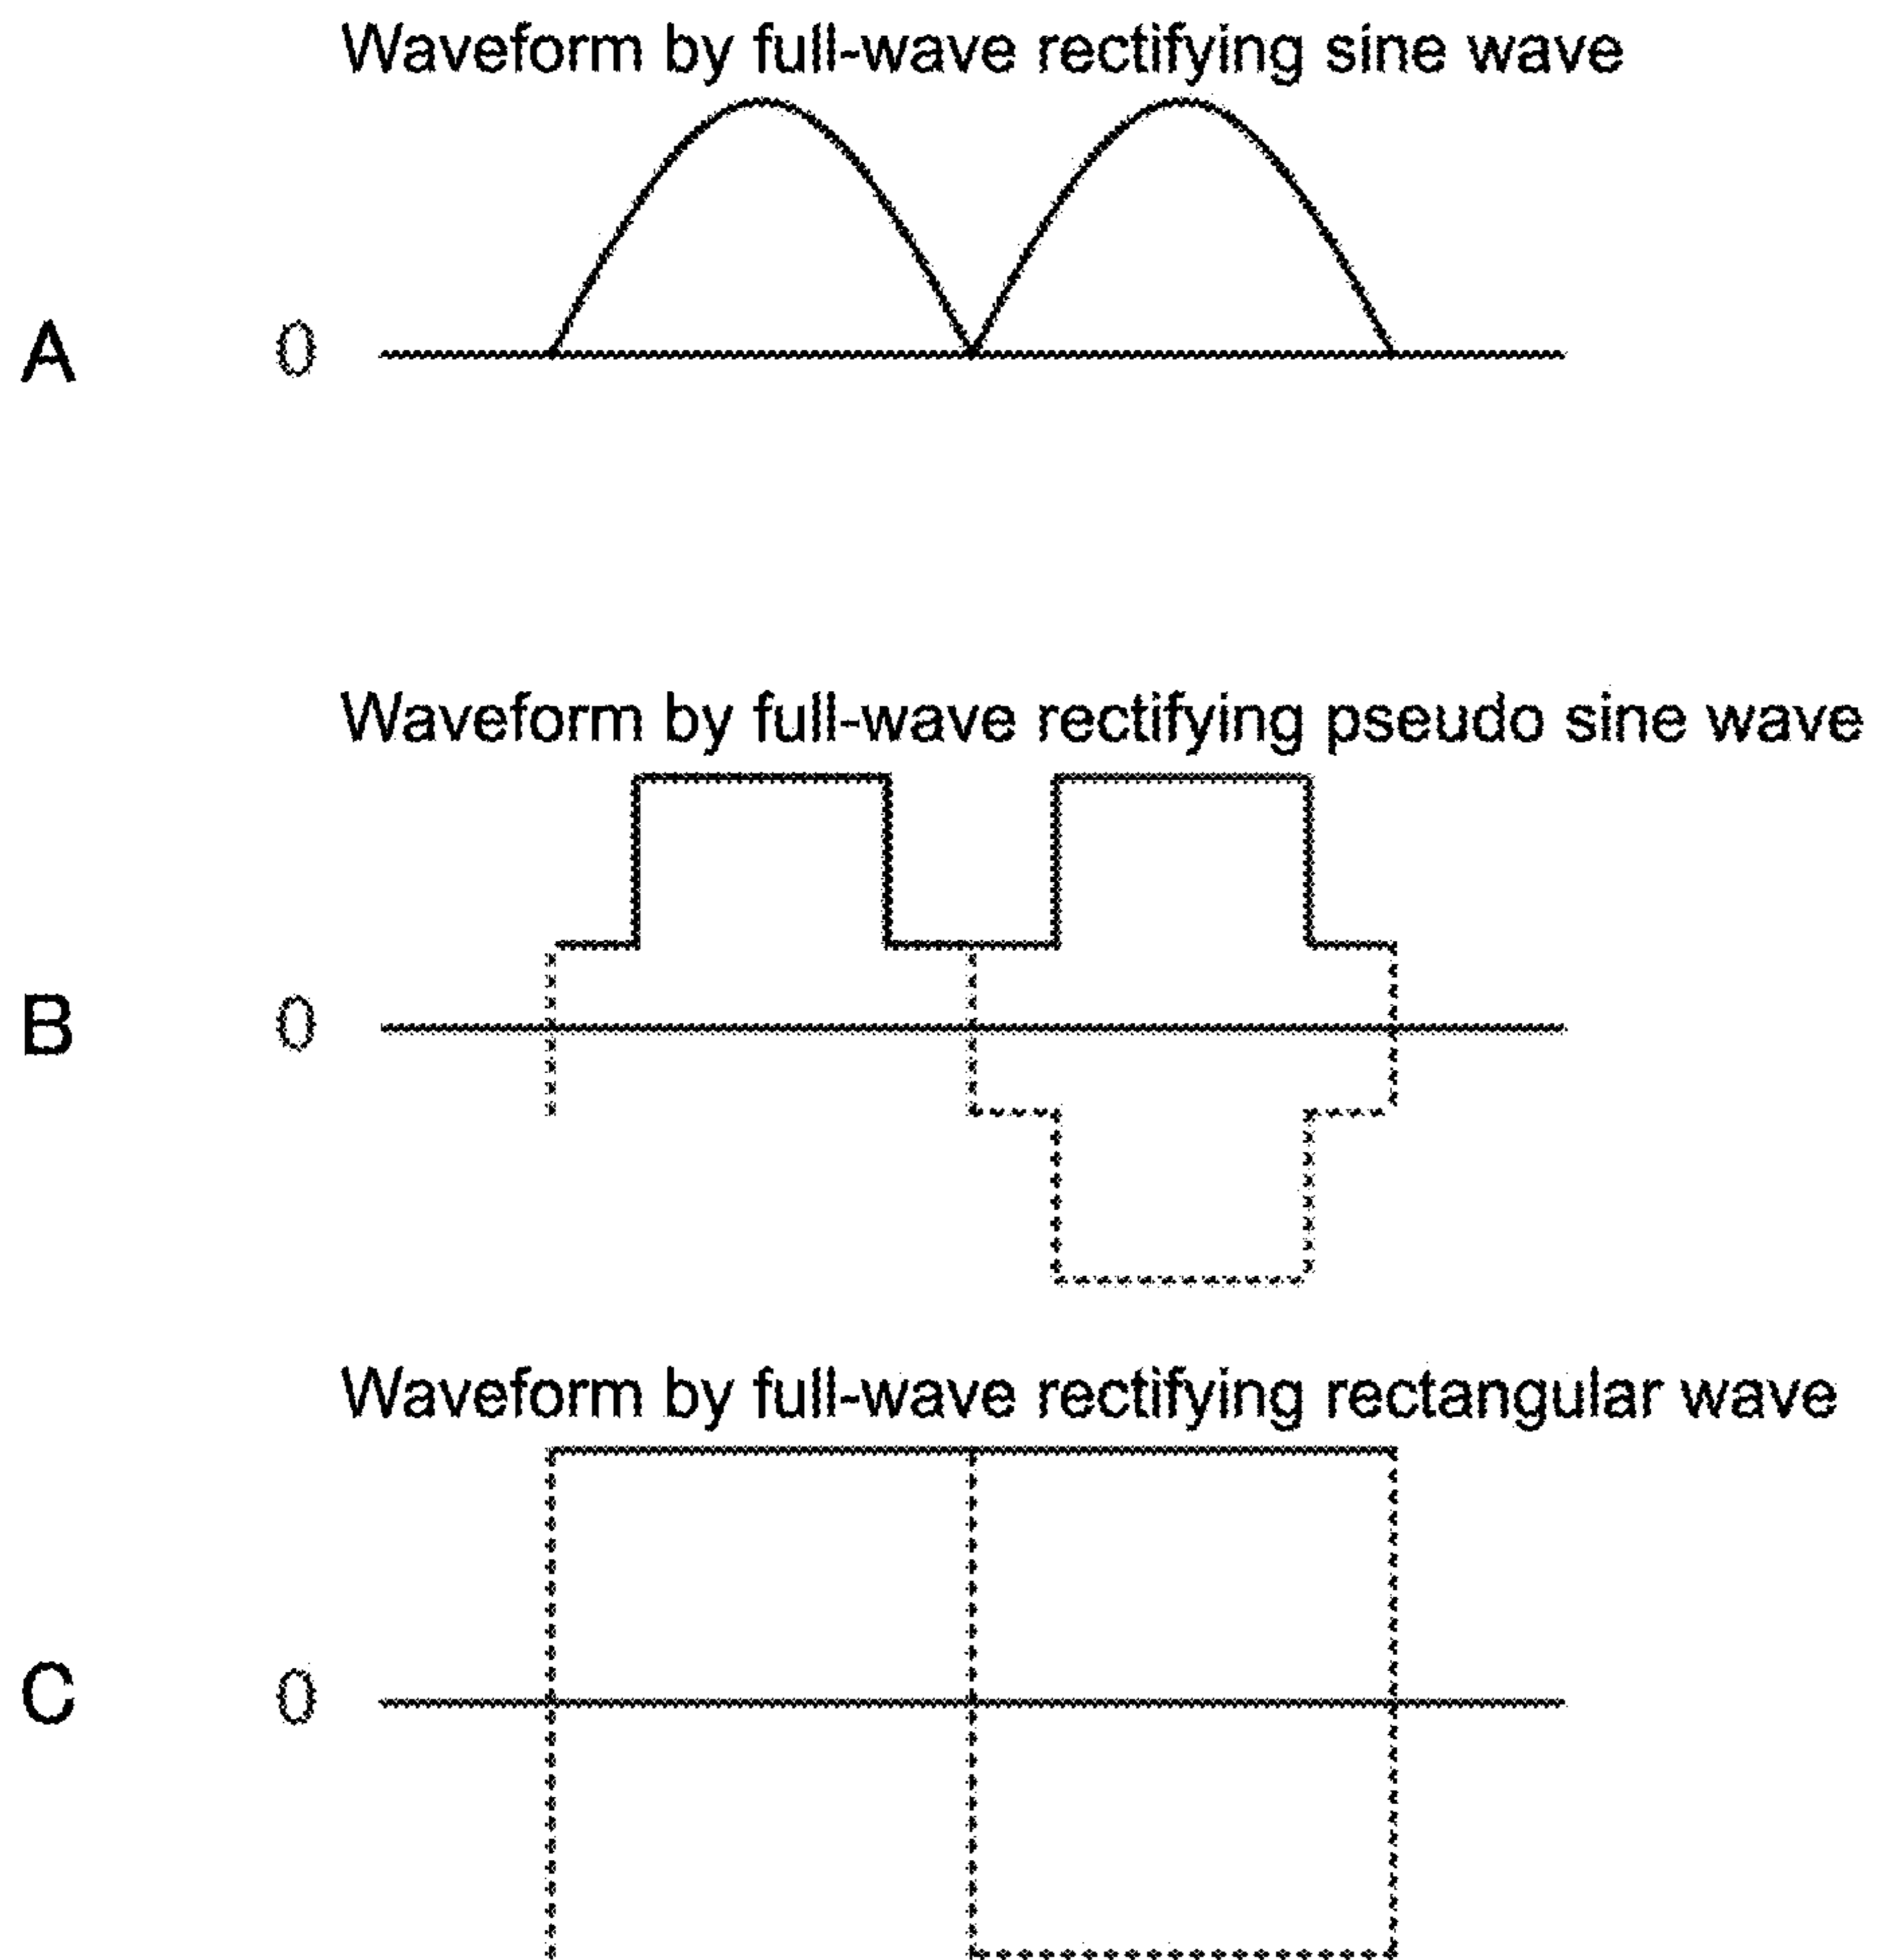 Waveform by full-wave rectifying sine wave
A 0
Waveform by full-wave rectifying pseudo sine wave
B 0
Waveform by full-wave rectifying rectangular wave
C 0